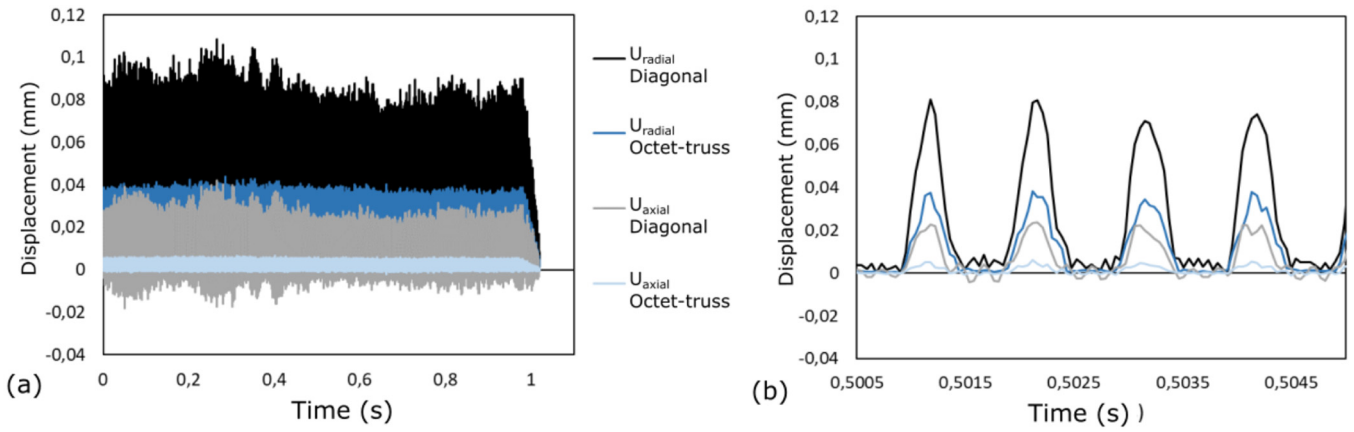 0,12
0,1
0,08
0,06
0,04
0,02
0
-0,02
-0,04
Displacement (mm)
0 0,2 0,4 0,6 0,8 1
Time (s)
(a)
Uradial
Diagonal
Uradial
Octet-truss
Uaxial
Diagonal
Uaxial
Octet-truss
0,12
0,1
0,08
0,06
0,04
0,02
0
-0,02
-0,04
Displacement (mm)
0,5005 0,5015 0,5025 0,5035 0,5045
Time (s) )
(b)